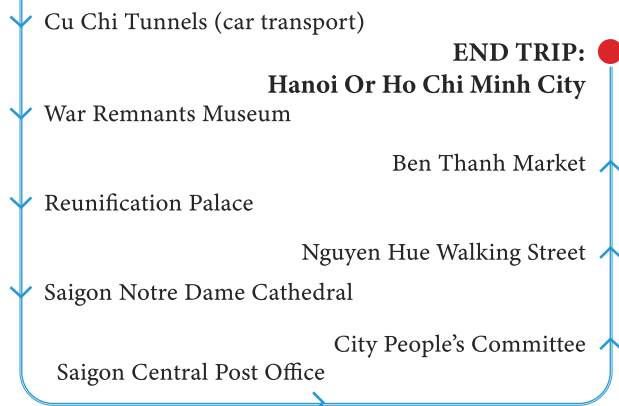 Cu Chi Tunnels (car transport)
END TRIP:
Hanoi Or Ho Chi Minh City
War Remnants Museum
Ben Thanh Market
Reunification Palace
Nguyen Hue Walking Street
Saigon Notre Dame Cathedral
City People’s Committee
Saigon Central Post Office